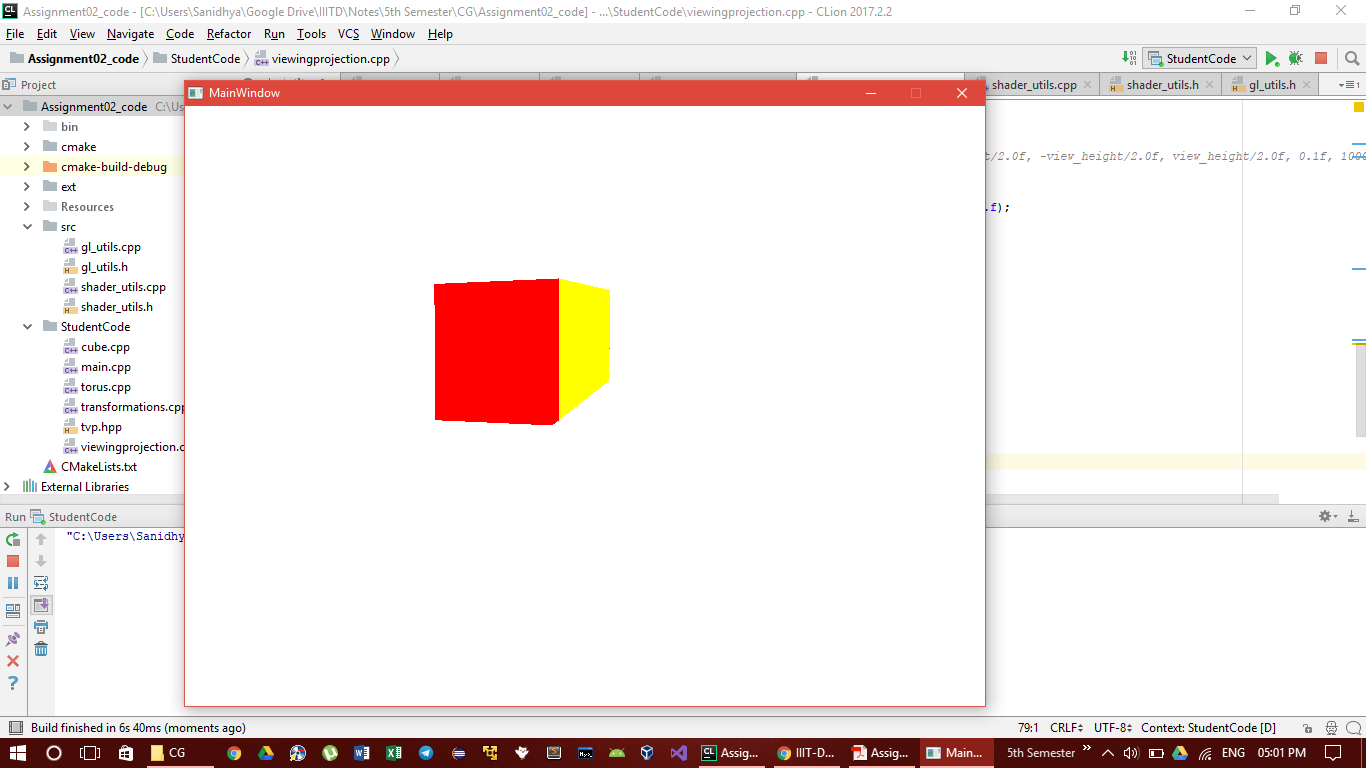 Assignment02_code - [C:\Users\Sanidhya\Google Drive\IIITD\Notes\5th Semester\CG\Assignment02_code] - ...\StudentCode\viewingprojection.cpp - CLion 2017.2.2
File Edit View Navigate Code Refactor Run Tools VCS Window Help
Assignment02_code StudentCode viewingprojection.cpp StudentCode
Project shader_utils.cpp shader_utils.h gl_utils.h
MainWindow
Assignment02_code C:\Us
bin
cmake
t/2.0f, -view_height/2.0f, view_height/2.0f, 0.1f, 1000
cmake-build-debug
ext
Resources
.f);
src
gl_utils.cpp
gl_utils.h
shader_utils.cpp
shader_utils.h
StudentCode
cube.cpp
main.cpp
torus.cpp
transformations.cpp
tvp.hpp
viewingprojection.c
CMakeLists.txt
External Libraries
Run StudentCode
"C:\Users\Sanidhy
Build finished in 6s 40ms (moments ago) 79:1 CRLF UTF-8 Context: StudentCode [D]
CG Assig... IIIT-D... Assig... Main... 5th Semester ENG 05:01 PM